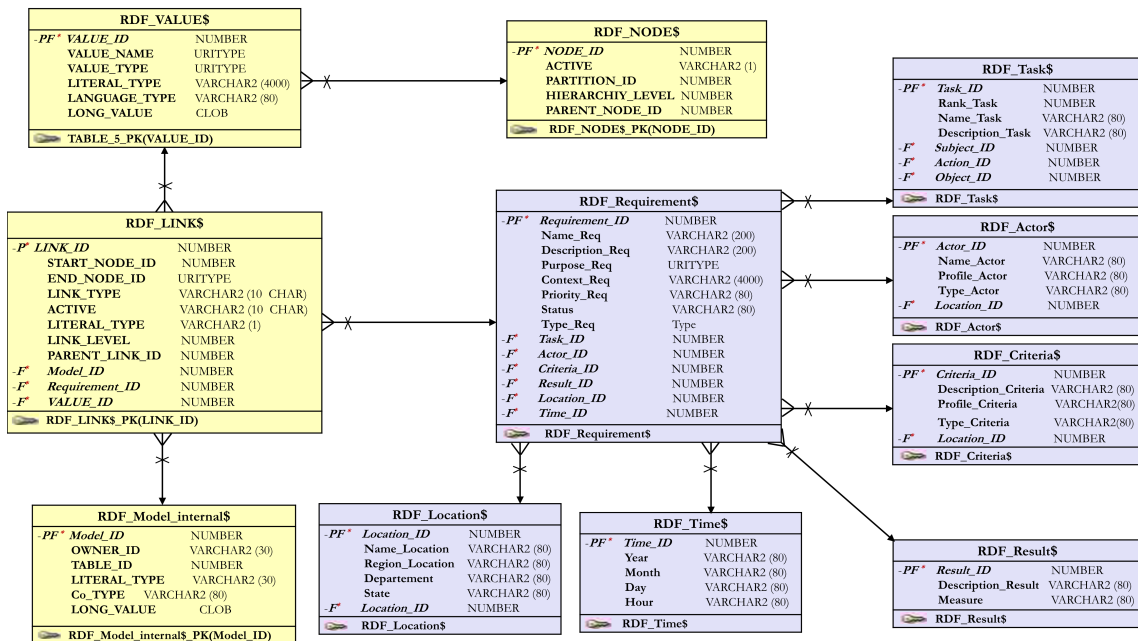 RDF_VALUE$
-PF* VALUE_ID NUMBER
VALUE_NAME URITYPE
VALUE_TYPE URITYPE
LITERAL_TYPE VARCHAR2 (4000)
LANGUAGE_TYPE VARCHAR2 (80)
LONG_VALUE CLOB
TABLE_5_PK(VALUE_ID)
RDF_NODE$
-PF* NODE_ID NUMBER
ACTIVE VARCHAR2 (1)
PARTITION_ID NUMBER
HIERARCHIY_LEVEL NUMBER
PARENT_NODE_ID NUMBER
RDF_NODE$_PK(NODE_ID)
RDF_Task$
-PF* Task_ID NUMBER
Rank_Task NUMBER
Name_Task VARCHAR2 (80)
Description_Task VARCHAR2 (80)
-F* Subject_ID NUMBER
-F* Action_ID NUMBER
-F* Object_ID NUMBER
RDF_Task$
RDF_LINK$
-P* LINK_ID NUMBER
START_NODE_ID NUMBER
END_NODE_ID URITYPE
LINK_TYPE VARCHAR2 (10 CHAR)
ACTIVE VARCHAR2 (10 CHAR)
LITERAL_TYPE VARCHAR2 (1)
LINK_LEVEL NUMBER
PARENT_LINK_ID NUMBER
-F* Model_ID NUMBER
-F* Requirement_ID NUMBER
-F* VALUE_ID NUMBER
RDF_LINK$_PK(LINK_ID)
RDF_Requirement$
-PF* Requirement_ID NUMBER
Name_Req VARCHAR2 (200)
Description_Req VARCHAR2 (200)
Purpose_Req URITYPE
Context_Req VARCHAR2 (4000)
Priority_Req VARCHAR2 (80)
Status VARCHAR2 (80)
Type_Req Type
-F* Task_ID NUMBER
-F* Actor_ID NUMBER
-F* Criteria_ID NUMBER
-F* Result_ID NUMBER
-F* Location_ID NUMBER
-F* Time_ID NUMBER
RDF_Requirement$
RDF_Actor$
-PF* Actor_ID NUMBER
Name_Actor VARCHAR2 (80)
Profile_Actor VARCHAR2 (80)
Type_Actor VARCHAR2 (80)
-F* Location_ID NUMBER
RDF_Actor$
RDF_Criteria$
-PF* Criteria_ID NUMBER
Description_Criteria VARCHAR2 (80)
Profile_Criteria VARCHAR2(80)
Type_Criteria VARCHAR2(80)
-F* Location_ID NUMBER
RDF_Criteria$
RDF_Model_internal$
-PF* Model_ID NUMBER
OWNER_ID VARCHAR2 (30)
TABLE_ID NUMBER
LITERAL_TYPE VARCHAR2 (30)
Co_TYPE VARCHAR2 (80)
LONG_VALUE CLOB
RDF_Model_internal$_PK(Model_ID)
RDF_Location$
-PF* Location_ID NUMBER
Name_Location VARCHAR2 (80)
Region_Location VARCHAR2 (80)
Departement VARCHAR2 (80)
State VARCHAR2 (80)
-F* Location_ID NUMBER
RDF_Location$
RDF_Time$
-PF* Time_ID NUMBER
Year VARCHAR2 (80)
Month VARCHAR2 (80)
Day VARCHAR2 (80)
Hour VARCHAR2 (80)
RDF_Time$
RDF_Result$
-PF* Result_ID NUMBER
Description_Result VARCHAR2 (80)
Measure VARCHAR2 (80)
RDF_Result$